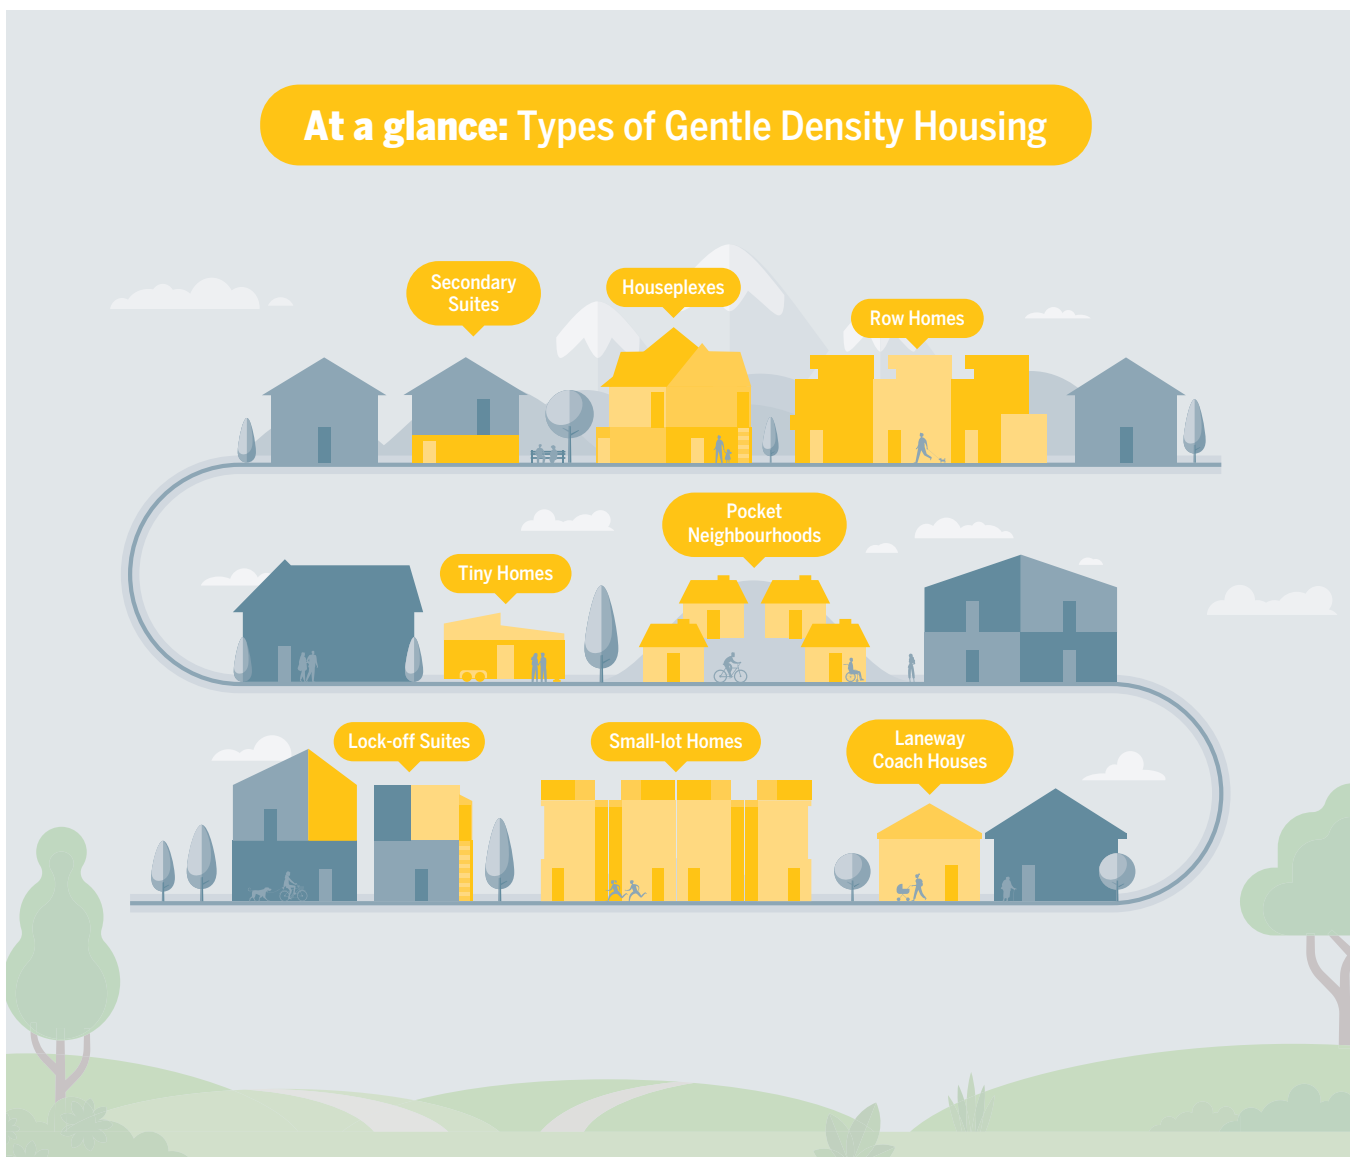 At a glance: Types of Gentle Density Housing
Secondary
Suites
Houseplexes
Row Homes
Tiny Homes
Pocket
Neighbourhoods
Lock-off Suites
Small-lot Homes
Laneway
Coach Houses